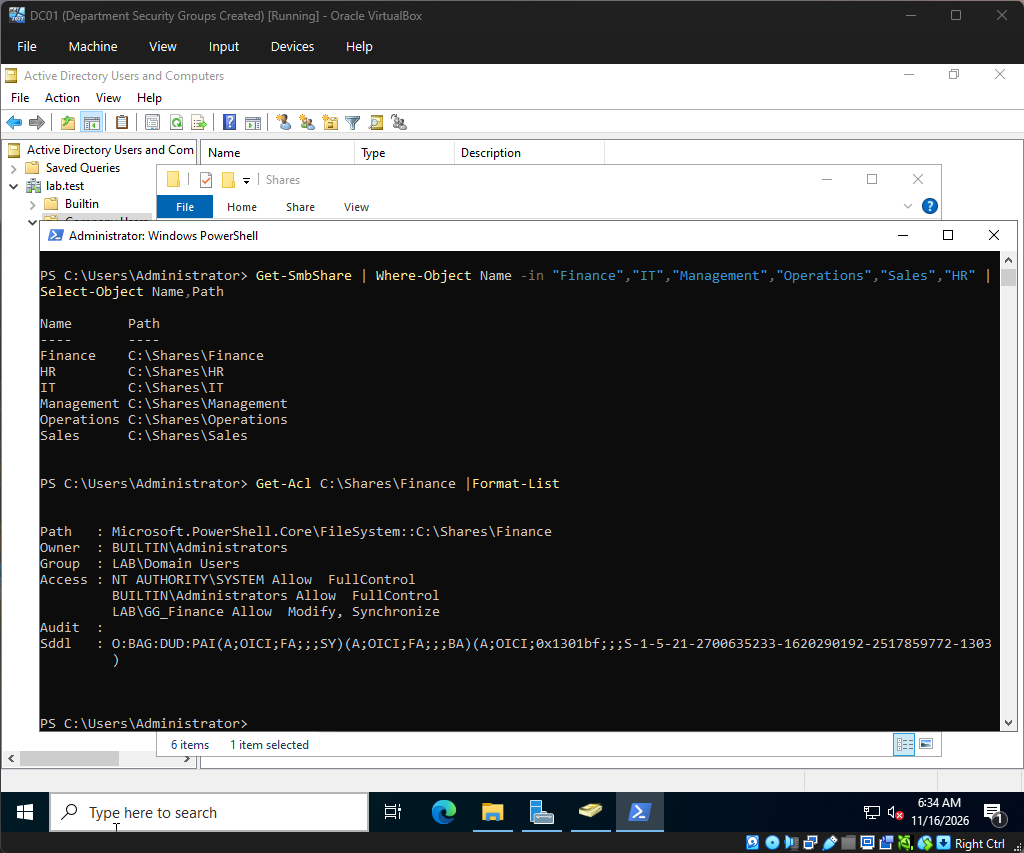 DC01 (Department Security Groups Created) [Running] - Oracle VirtualBox
File Machine View Input Devices Help
Active Directory Users and Computers
File Action View Help
Active Directory Users and Com
Name Type Description
Saved Queries
lab.test
Builtin
Shares
File Home Share View
Administrator: Windows PowerShell
PS C:\Users\Administrator> Get-SmbShare | Where-Object Name -in "Finance","IT","Management","Operations","Sales","HR" |
Select-Object Name,Path
Name Path
---- ----
Finance C:\Shares\Finance
HR C:\Shares\HR
IT C:\Shares\IT
Management C:\Shares\Management
Operations C:\Shares\Operations
Sales C:\Shares\Sales
PS C:\Users\Administrator> Get-Acl C:\Shares\Finance |Format-List
Path : Microsoft.PowerShell.Core\FileSystem::C:\Shares\Finance
Owner : BUILTIN\Administrators
Group : LAB\Domain Users
Access : NT AUTHORITY\SYSTEM Allow  FullControl
BUILTIN\Administrators Allow  FullControl
LAB\GG_Finance Allow  Modify, Synchronize
Audit :
Sddl : O:BAG:DUD:PAI(A;OICI;FA;;;SY)(A;OICI;FA;;;BA)(A;OICI;0x1301bf;;;S-1-5-21-2700635233-1620290192-2517859772-1303
)
PS C:\Users\Administrator>
6 items 1 item selected
Type here to search
6:34 AM
11/16/2026
1
Right Ctrl